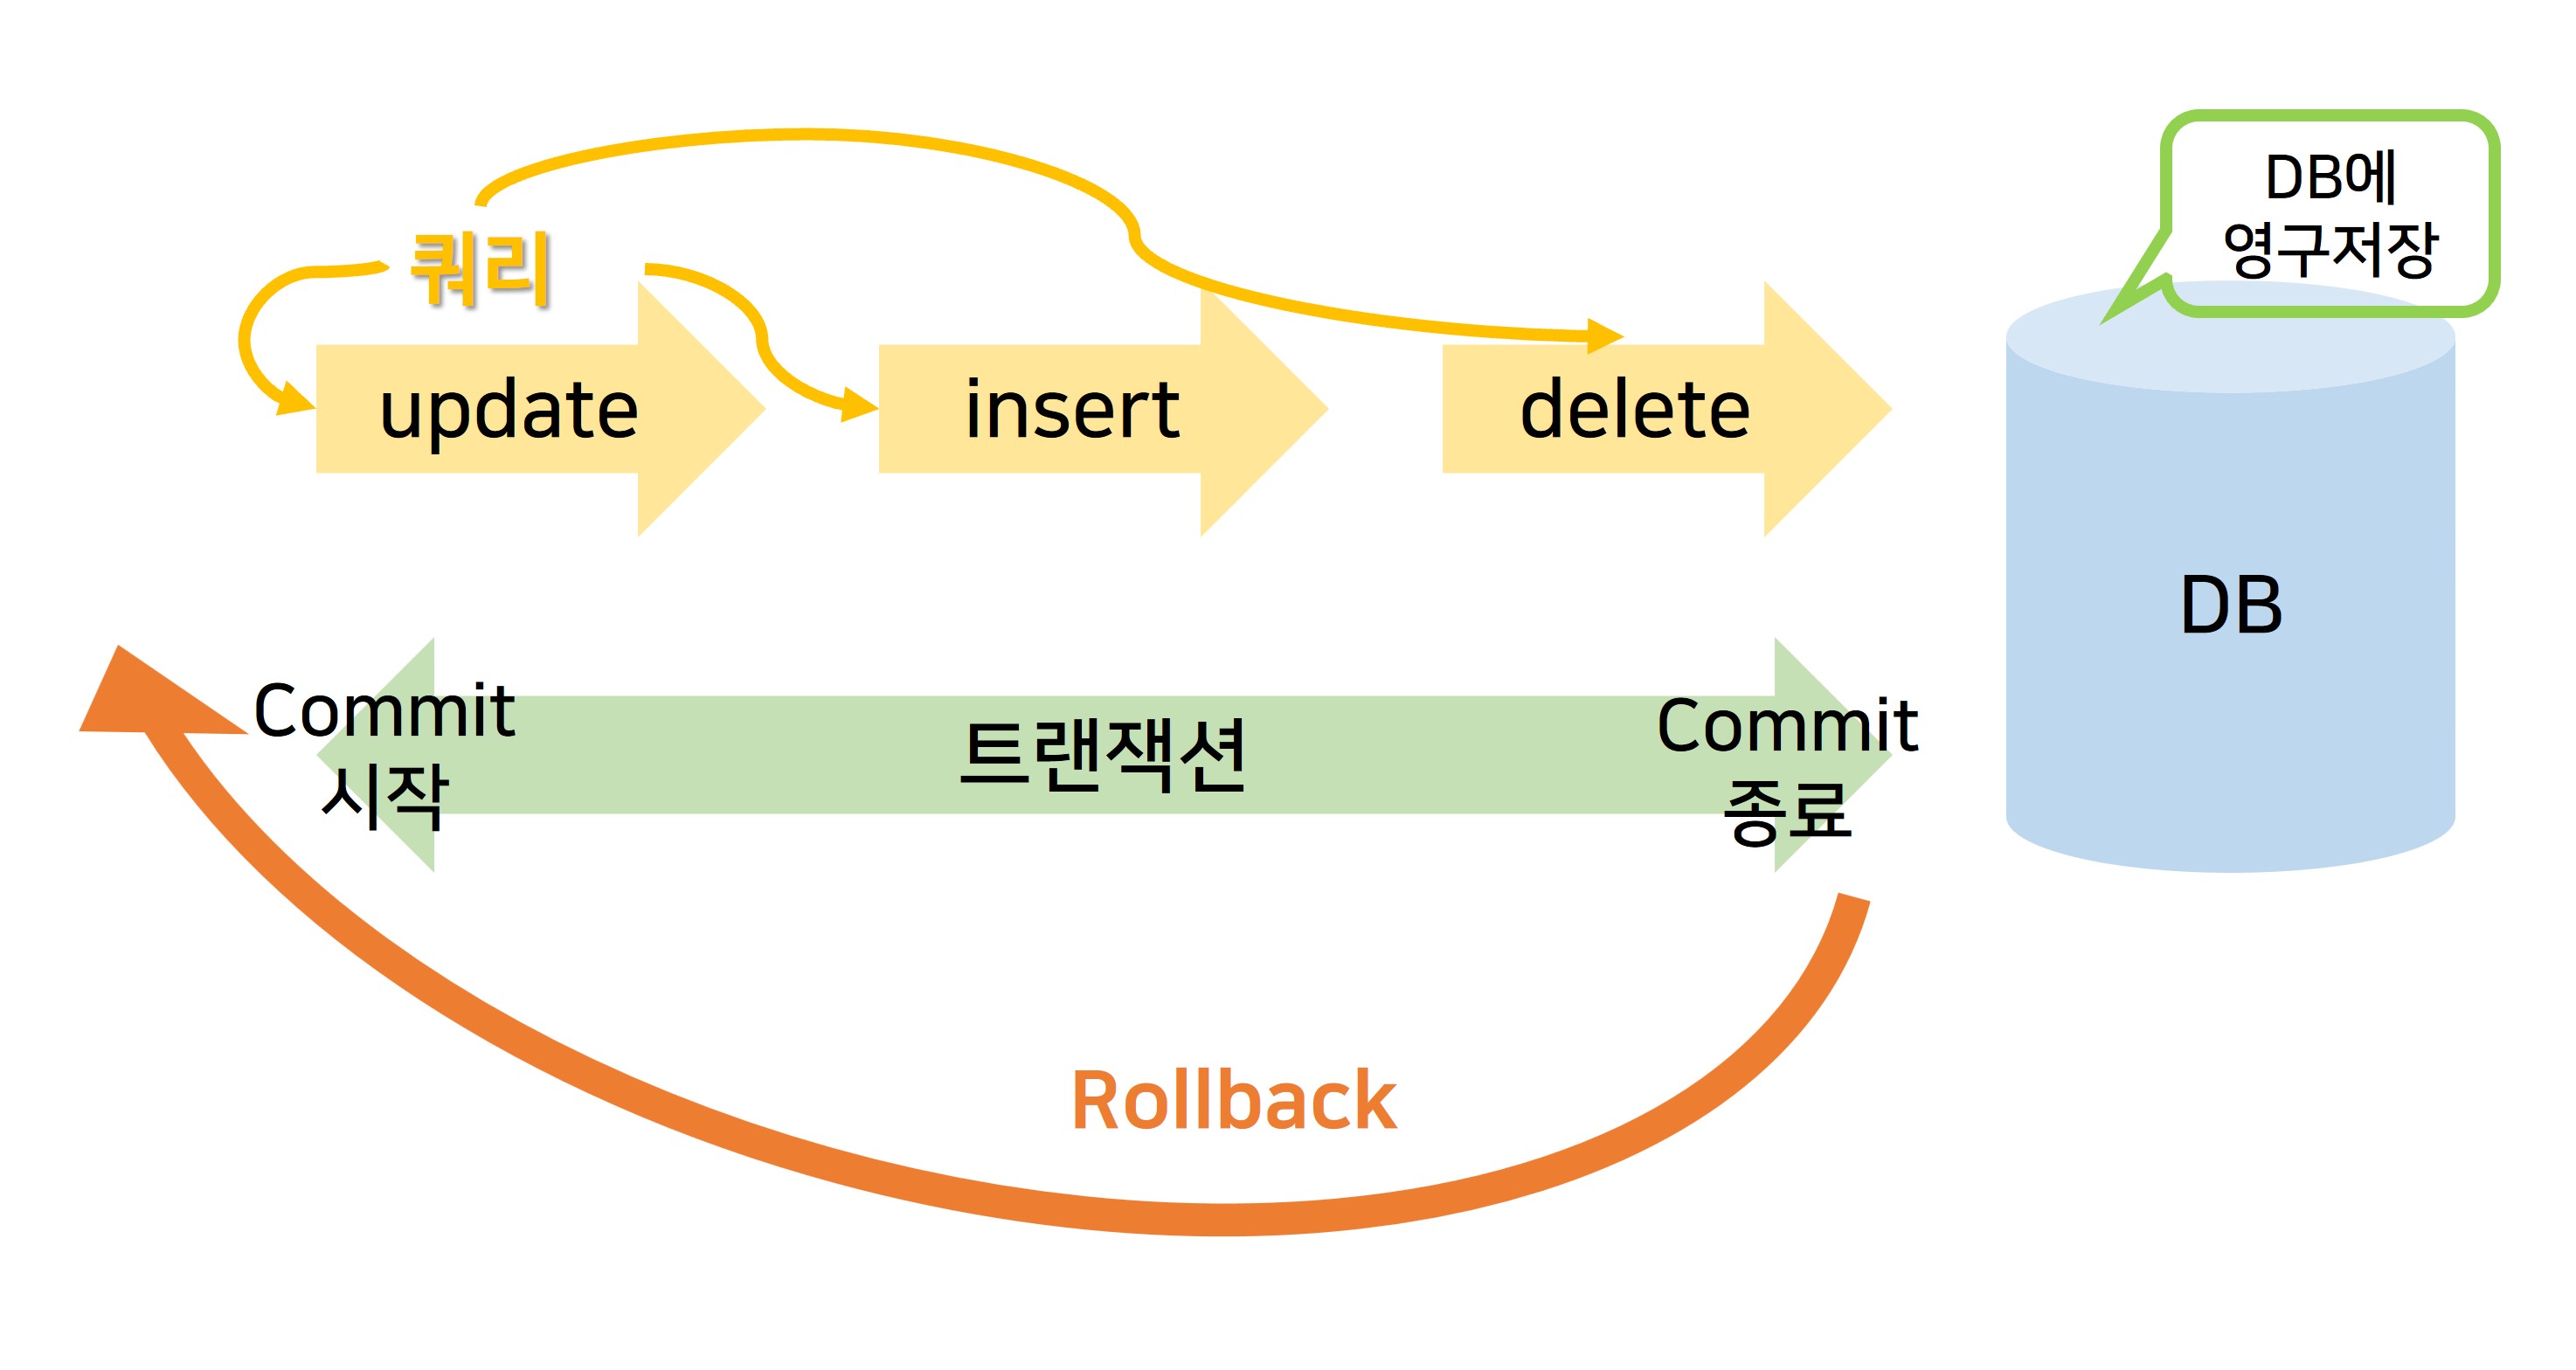 DB에
영구저장
쿼리
update
insert
delete
DB
Commit
시작
트랜잭션
Commit
종료
Rollback